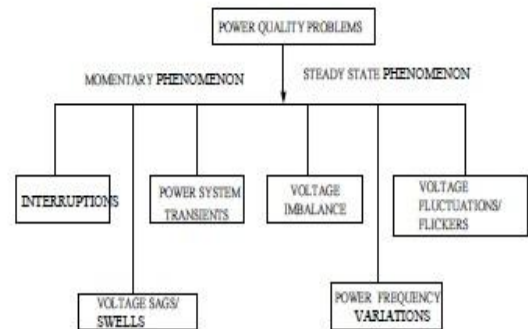 POWER QUALITY PROBLEMS
MOMENTARY PHENOMENON
STEADY STATE PHENOMENON
INTERRUPTIONS
POWER SYSTEM
TRANSIENTS
VOLTAGE
IMBALANCE
VOLTAGE
FLUCTUATIONS/
FLICKERS
VOLTAGE SAGS/
SWELLS
POWER FREQUENCY
VARIATIONS